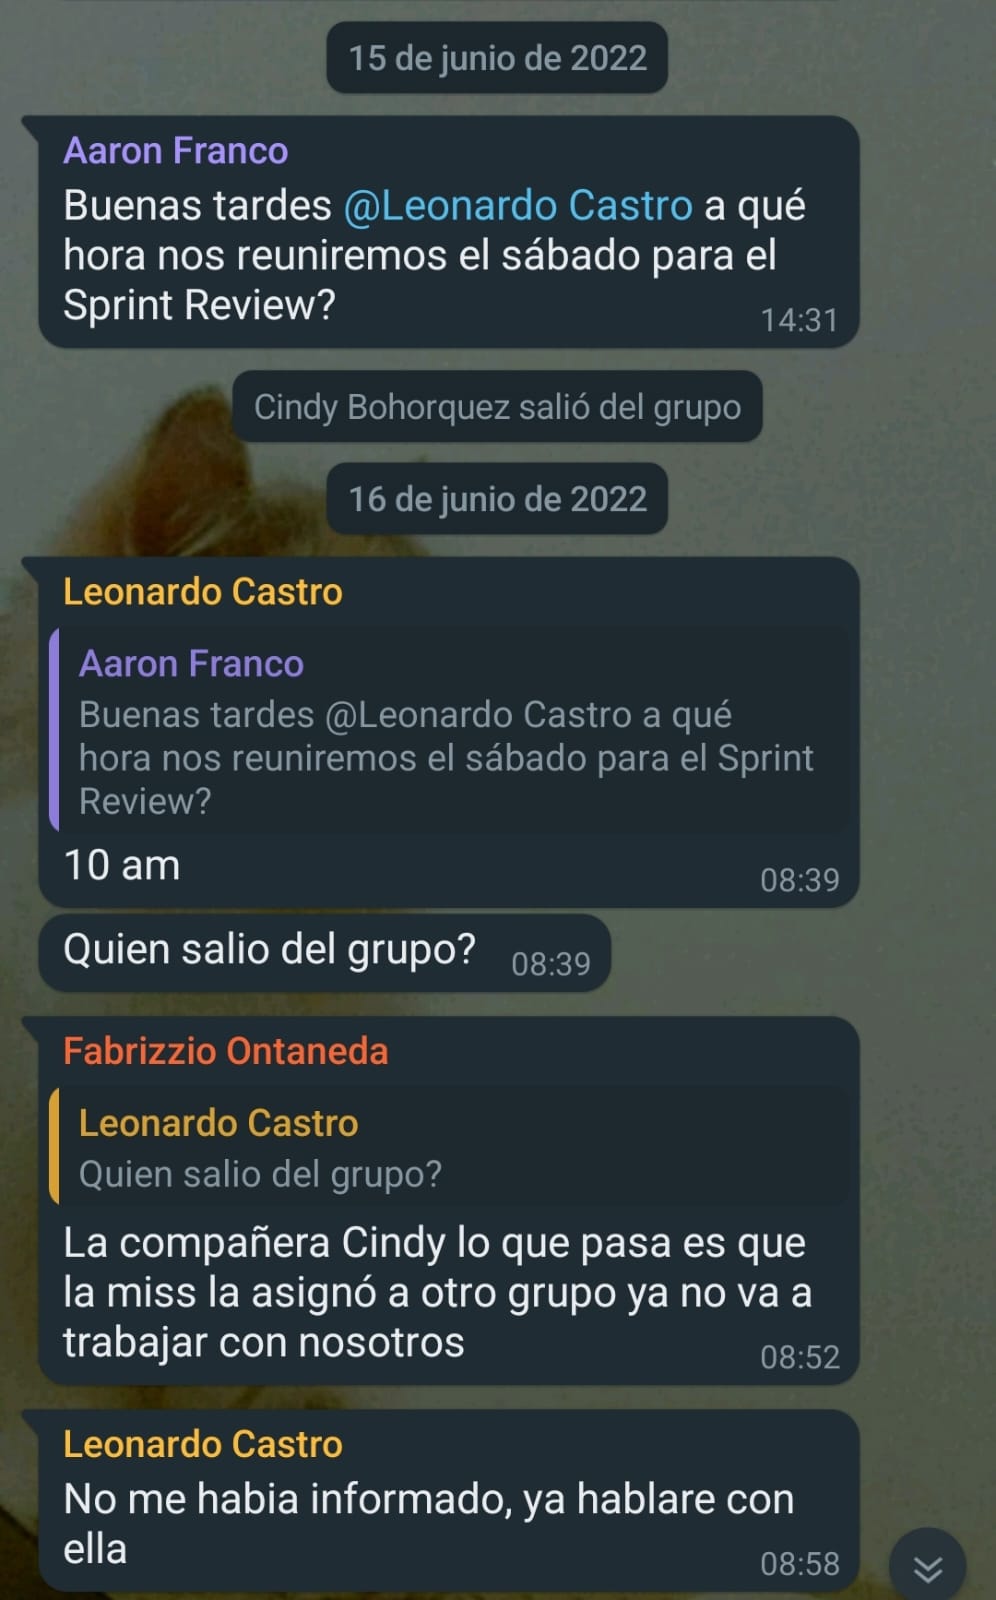 15 de junio de 2022
Aaron Franco
Buenas tardes @Leonardo Castro a qué
hora nos reuniremos el sábado para el
Sprint Review?
14:31
Cindy Bohorquez salió del grupo
16 de junio de 2022
Leonardo Castro
Aaron Franco
Buenas tardes @Leonardo Castro a qué
hora nos reuniremos el sábado para el Sprint
Review?
10 am
08:39
Quien salio del grupo?
08:39
Fabrizzio Ontaneda
Leonardo Castro
Quien salio del grupo?
La compañera Cindy lo que pasa es que
la miss la asignó a otro grupo ya no va a
trabajar con nosotros
08:52
Leonardo Castro
No me habia informado, ya hablare con
ella
08:58